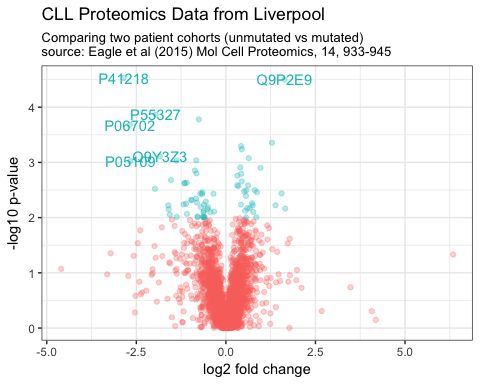 CLL Proteomics Data from Liverpool
Comparing two patient cohorts (unmutated vs mutated)
source: Eagle et al (2015) Mol Cell Proteomics, 14, 933-945
P41218
Q9P2E9
P55327
P06702
Q9Y3Z3
P05109
-log10 p-value
4
3
2
1
0
-5.0
-2.5
0.0
2.5
5.0
log2 fold change